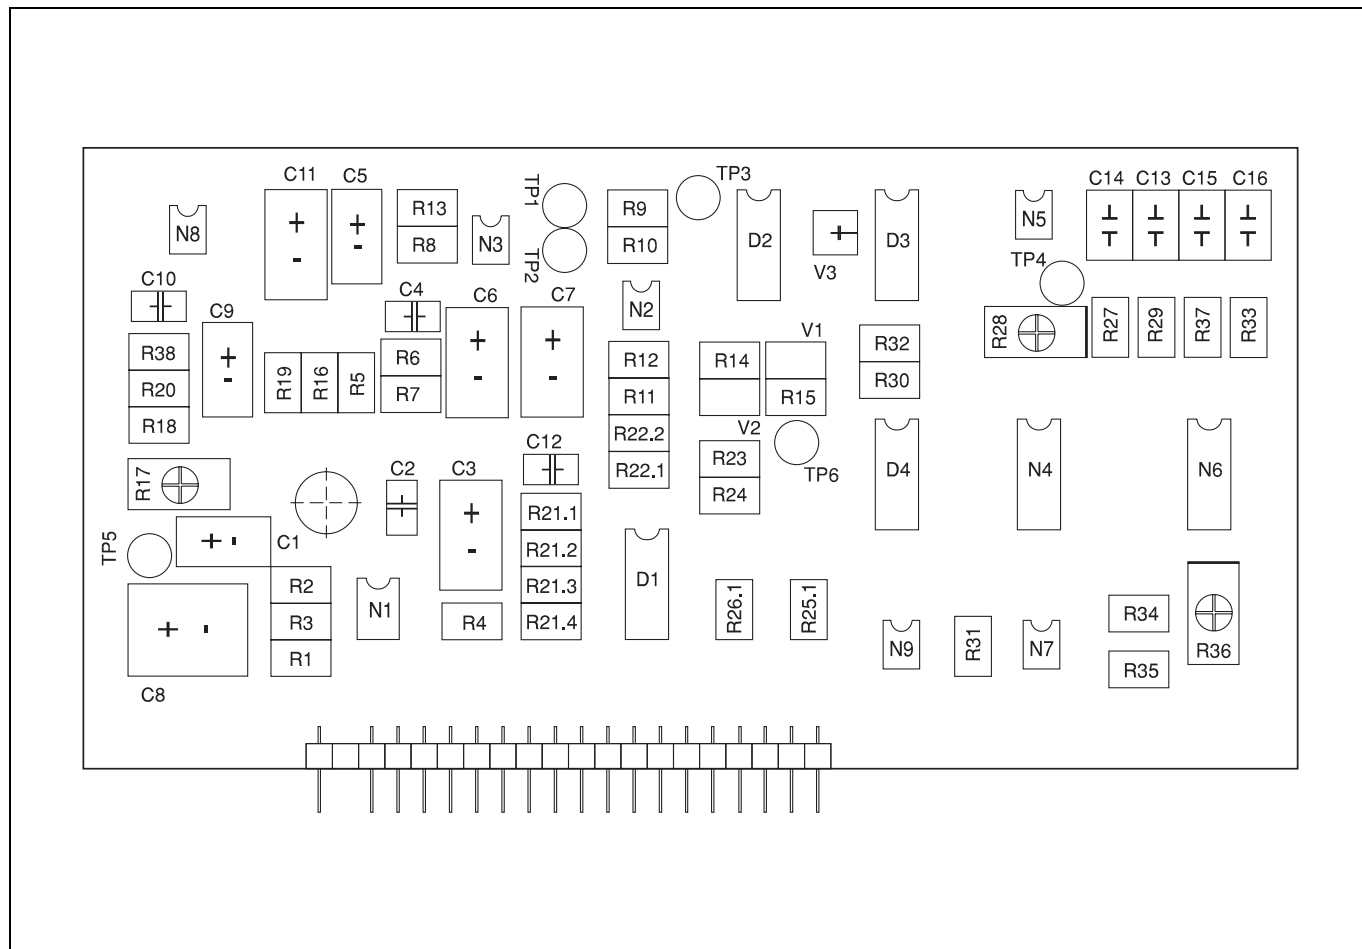 C11
C5
TP1
TP3
C14
C13
C15
C16
R13
R9
N8
R8
N3
TP2
R10
D2
V3
D3
N5
TP4
C10
C9
C4
C6
C7
N2
R28
R27
R29
R37
R33
V1
R38
R6
R12
R14
R32
R20
R19
R16
R5
R7
R11
R15
R30
R18
R22.2
V2
R17
C2
C3
C12
R22.1
R23
TP6
R24
D4
N4
N6
R21.1
TP5
C1
R21.2
R2
R21.3
D1
R26.1
R25.1
R3
N1
R4
R21.4
R34
R1
N9
R31
N7
R36
R35
C8